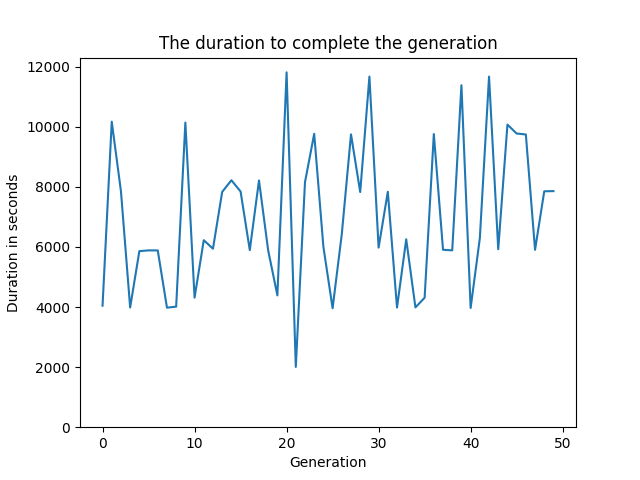 The duration to complete the generation
12000
10000
8000
6000
4000
2000
0
Duration in seconds
0 10 20 30 40 50
Generation